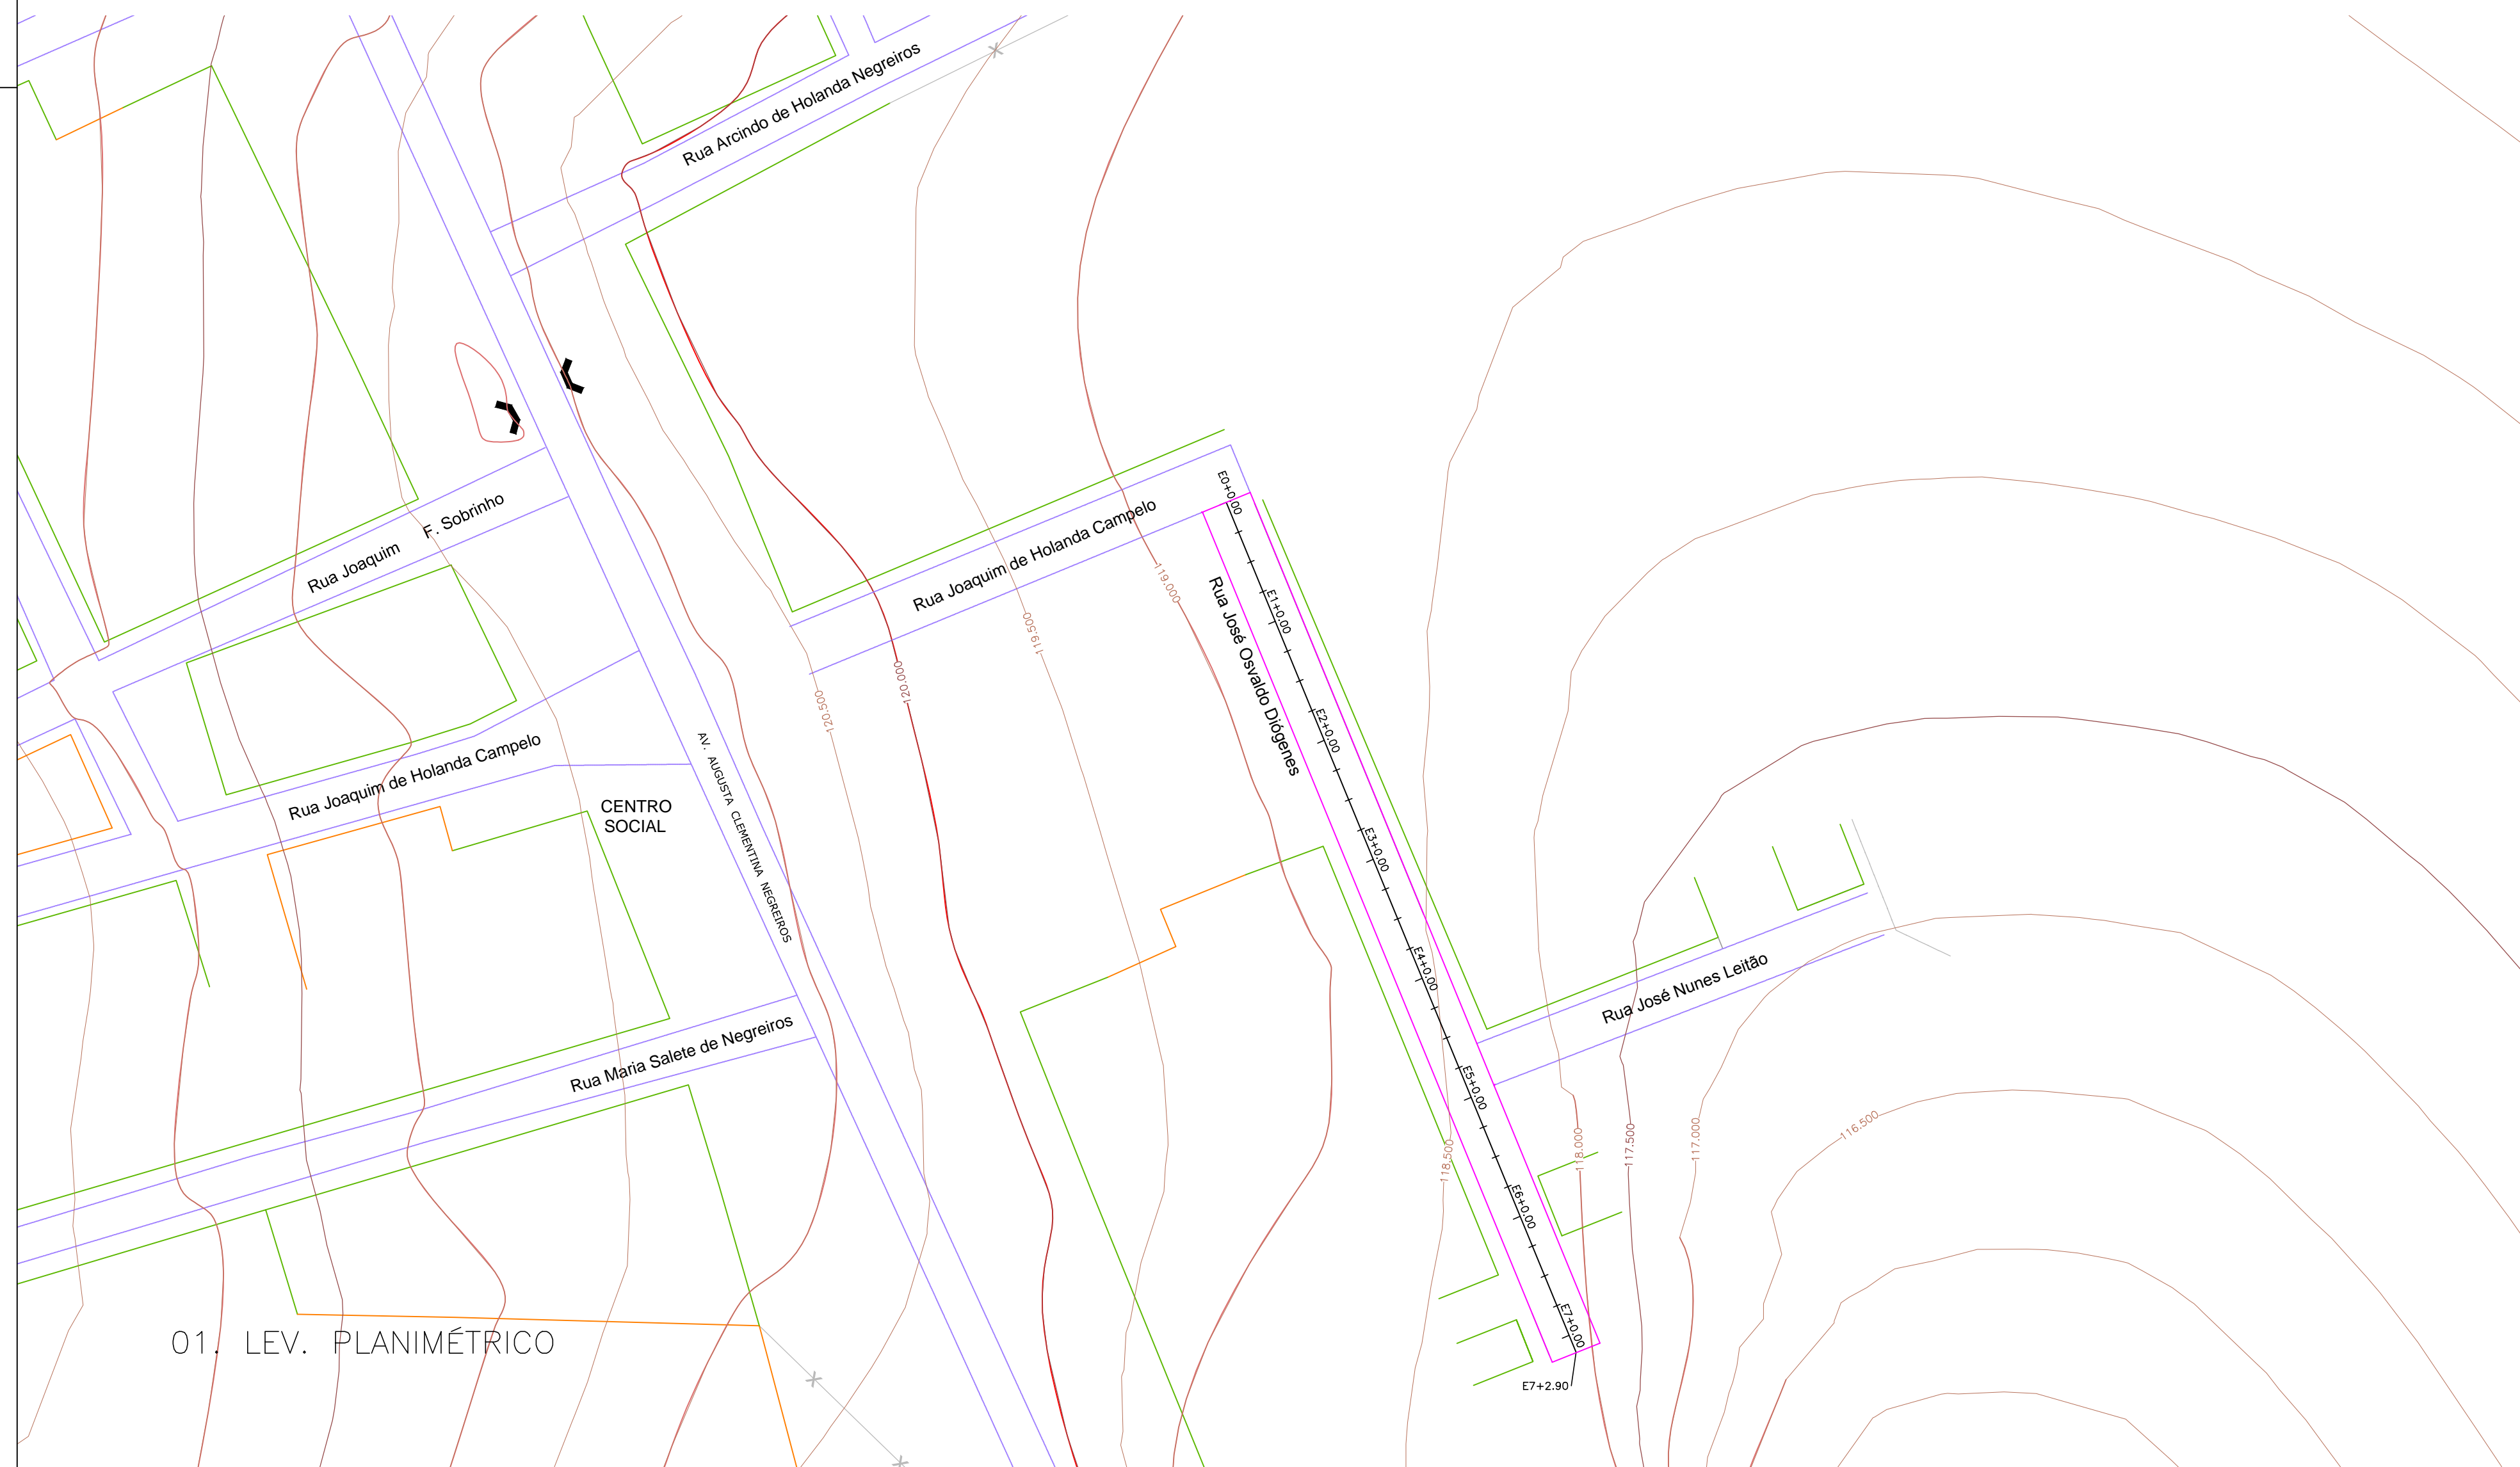 Rua Arcindo de Holanda Negreiros
Rua Joaquim F. Sobrinho
Rua Joaquim de Holanda Campelo
E0+0.00
119.000
Rua José Osvaldo Diógenes
E1+0.00
119.500
120.000
120.500
E2+0.00
Rua Joaquim de Holanda Campelo
AV. AUGUSTA CLEMENTINA NEGREIROS
CENTRO
SOCIAL
E3+0.00
E4+0.00
Rua José Nunes Leitão
Rua Maria Salete de Negreiros
E5+0.00
118.500
118.000
117.500
117.000
116.500
E6+0.00
E7+0.00
01. LEV. PLANIMÉTRICO
E7+2.90